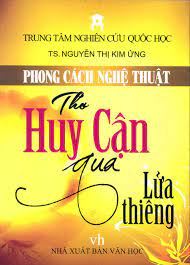 TRUNG TÂM NGHIÊN CỨU QUỐC HỌC
TS. NGUYỄN THỊ KIM ỨNG
PHONG CÁCH NGHỆ THUẬT
Thơ
Huy Cận
qua
Lửa
thiêng
vh
NHÀ XUẤT BẢN VĂN HỌC